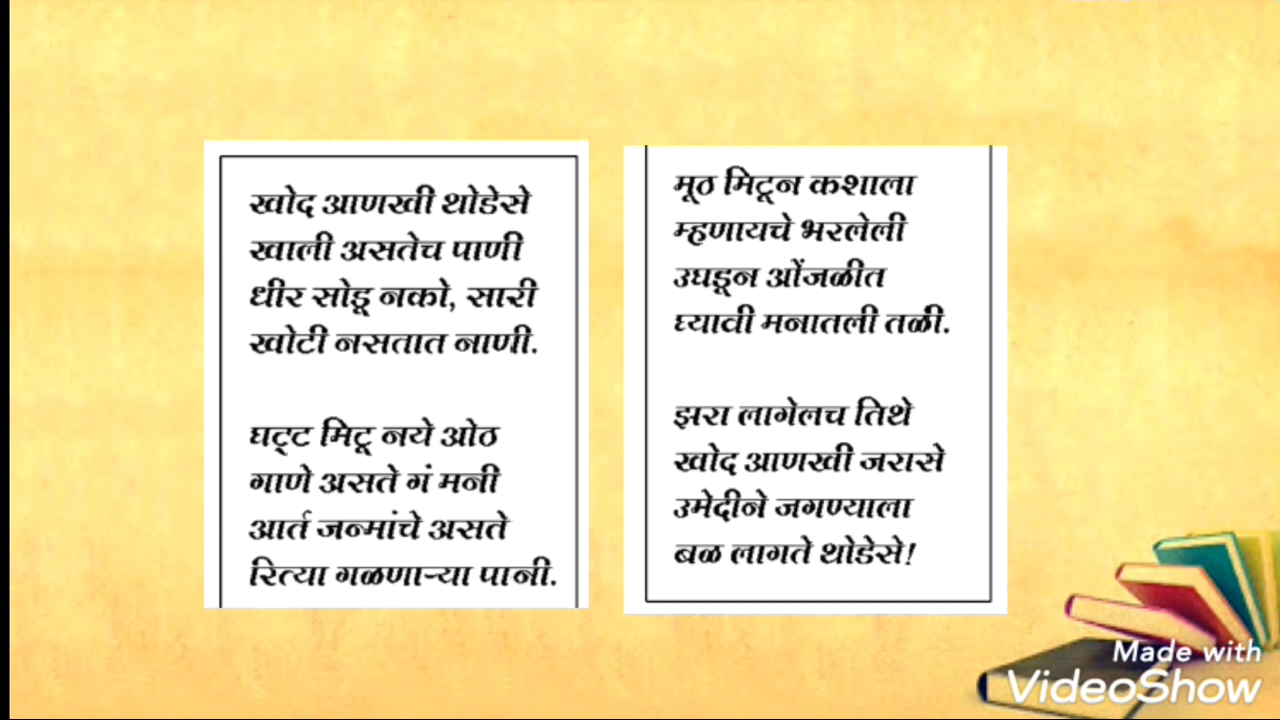 खोद आणखी थोडेसे
खाली असतेच पाणी
धीर सोडू नको, सारी
खोटी नसतात नाणी.
घट्ट मिटू नये ओठ
गाणे असते गं मनी
आर्त जन्मांचे असते
रित्या गळणाऱ्या पानी.
मूठ मिटून कशाला
म्हणायचे भरलेली
उघडून ओंजळीत
घ्यावी मनातली तळी.
झरा लागेलच तिथे
खोद आणखी जरासे
उमेदीने जगण्याला
बळ लागते थोडेसे!
Made with
VideoShow